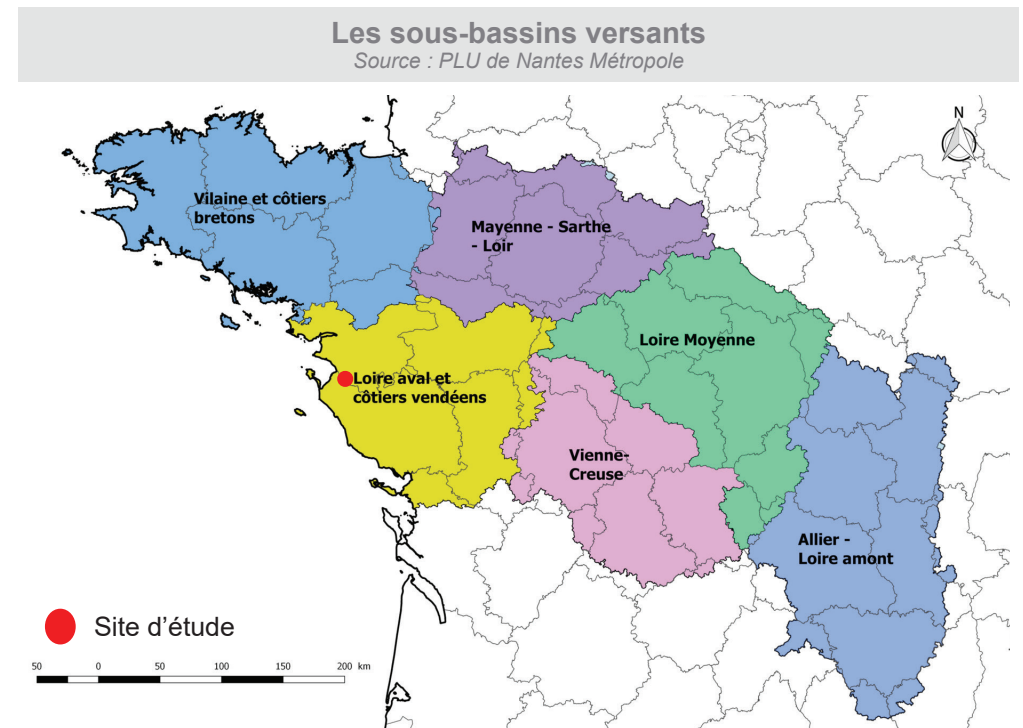 Les sous-bassins versants
Source : PLU de Nantes Métropole
N
Vilaine et côtiers
bretons
Mayenne - Sarthe
- Loir
Loire Moyenne
Loire aval et
côtiers vendéens
Vienne-
Creuse
Allier -
Loire amont
Site d’étude
50 0 50 100 150 200 km